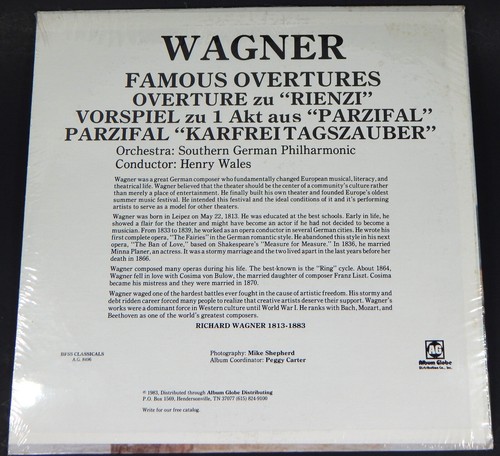 WAGNER
FAMOUS OVERTURES
OVERTURE zu “RIENZI”
VORSPIEL zu 1 Akt aus “PARZIFAL”
PARZIFAL “KARFREITAGSZAUBER”
Orchestra: Southern German Philharmonic
Conductor: Henry Wales
Wagner was a great German composer who fundamentally changed European musical, literary, and
theatrical life. Wagner believed that the theater should be the center of a community's culture rather
than merely a place of entertainment. He finally built his own theater and founded Europe's oldest
summer music festival. He intended this festival and the ideal conditions of it and it's performing
artists to serve as a model for other theaters.
Wagner was born in Leipes on May 22, 1813. He was educated at the best schools. Early in life, he
showed a flair for the theater and might have become an actor if he had not decided to become a
musician. From 1833 to 1839, he worked as an opera conductor in several German cities. He wrote his
first complete opera, "The Fairies" in the German romantic style. He abandoned this style in his next
opera, "The Ban of Love," based on Shakespeare's "Measure for Measure." In 1836, he married
Minna Planer, an actress. It was a stormy marriage and the two lived apart in the last years before her
death in 1866.
Wagner composed many operas during his life. The best-known is the "Ring" cycle. About 1864,
Wagner fell in love with Cosima von Bulow, the married daughter of composer Franz Liszt. Cosima
became his mistress and they were married in 1870.
Wagner waged one of the hardest battles ever fought in the cause of artistic freedom. His stormy and
debt ridden career forced many people to realize that creative artists deserve their support. Wagner's
works were a dominant force in Western culture until World War I. He ranks with Bach, Mozart, and
Beethoven as one of the world's greatest composers.
RICHARD WAGNER 1813-1883
Photography: Mike Shepherd
Album Coordinator: Peggy Carter
CLASSICALS
AG
Album Globe
Distribution Co., Inc.
© 1983, Distributed through Album Globe Distributing
P.O. Box 1569, Hendersonville, TN 37077 (615) 824-9106
Write for our free catalog.